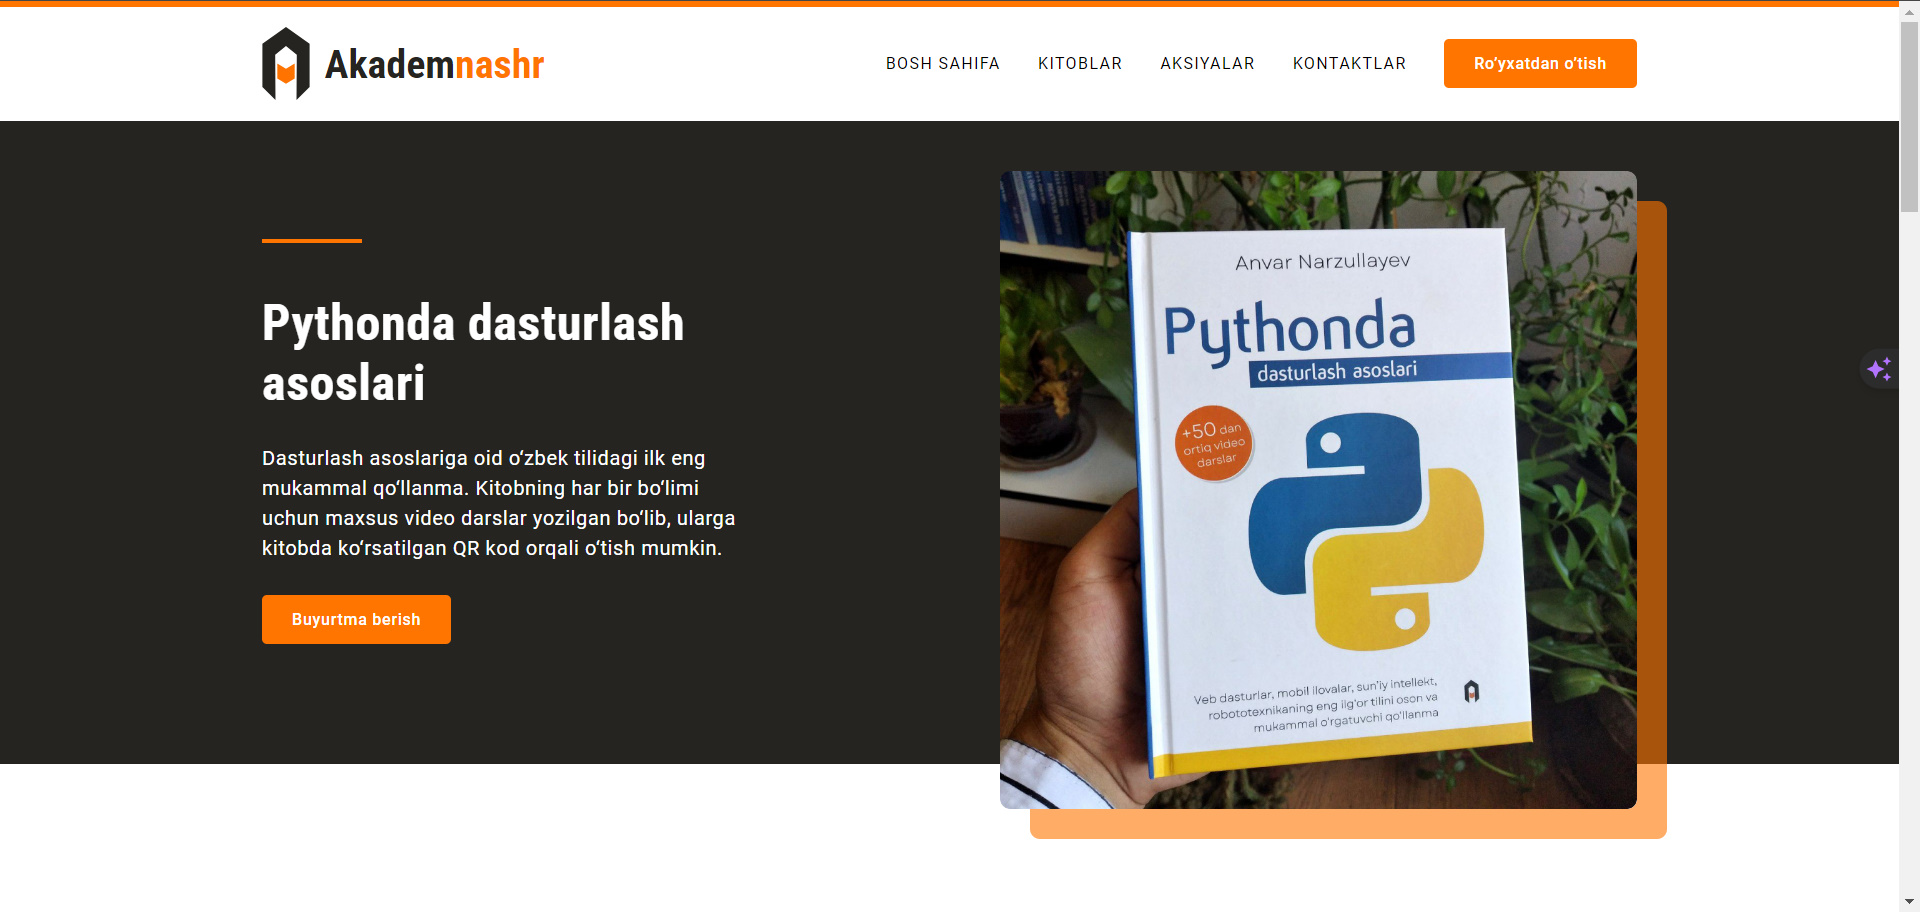 Akademnashr
BOSH SAHIFA
KITOBLAR
AKSIYALAR
KONTAKTLAR
Ro‘yxatdan o‘tish
Pythonda dasturlash
asoslari
Dasturlash asoslariga oid o‘zbek tilidagi ilk eng
mukammal qo‘llanma. Kitobning har bir bo‘limi
uchun maxsus video darslar yozilgan bo‘lib, ularga
kitobda ko‘rsatilgan QR kod orqali o‘tish mumkin.
Buyurtma berish
Anvar Narzullayev
Pythonda
dasturlash asoslari
+50 dan
ortiq video
darslar
Veb dasturlar, mobil ilovalar, sun'iy intellekt,
robototexnikaning eng ilg'or tilini oson va
mukammal o'rgatuvchi qo'llanma